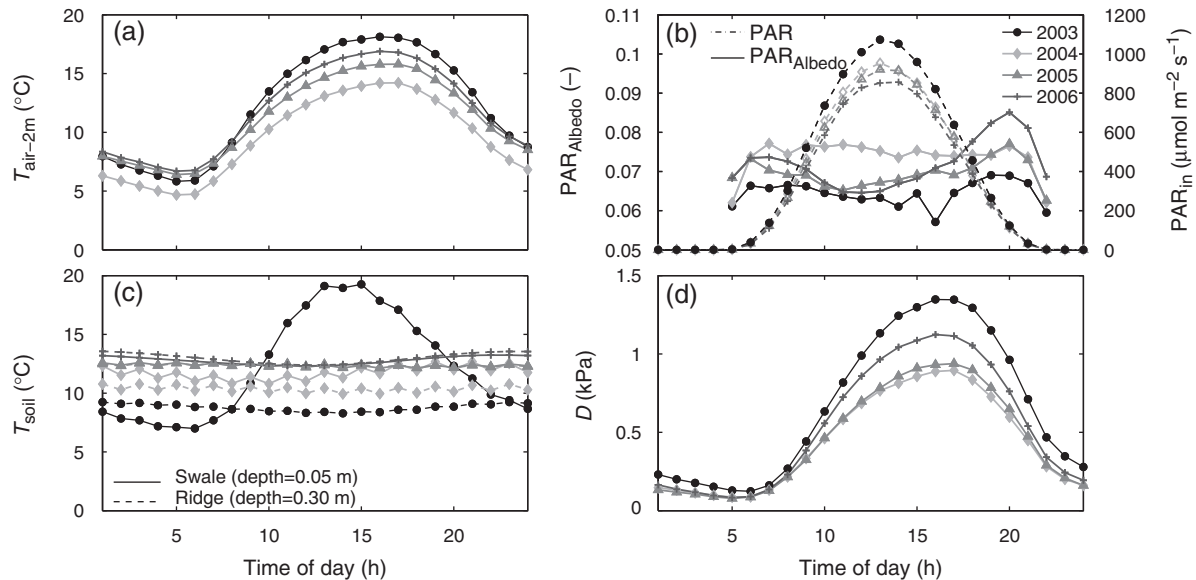 (a)
T_air−2m (°C)
20
15
10
5
0
(b)
PAR_Albedo (−)
0.11
0.1
0.09
0.08
0.07
0.06
0.05
PAR
PAR_Albedo
2003
2004
2005
2006
1200
1000
800
600
400
200
0
PAR_in (μmol m⁻² s⁻¹)
(c)
T_soil (°C)
20
15
10
5
0
Swale (depth=0.05 m)
Ridge (depth=0.30 m)
5 10 15 20
Time of day (h)
(d)
D (kPa)
1.5
1
0.5
0
5 10 15 20
Time of day (h)